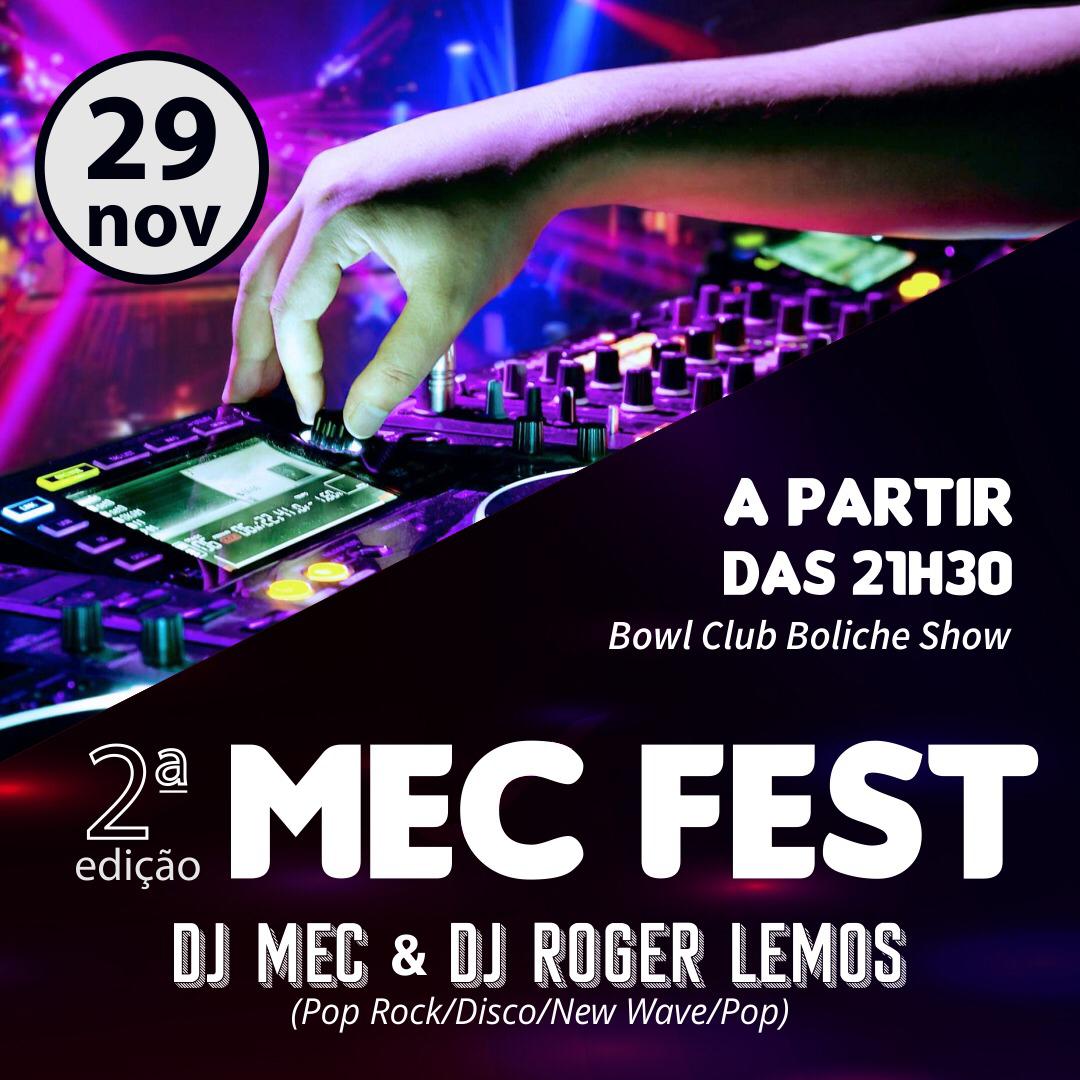 29
nov
A PARTIR
DAS 21H30
Bowl Club Boliche Show
2ª
edição
MEC FEST
DJ MEC & DJ ROGER LEMOS
(Pop Rock/Disco/New Wave/Pop)